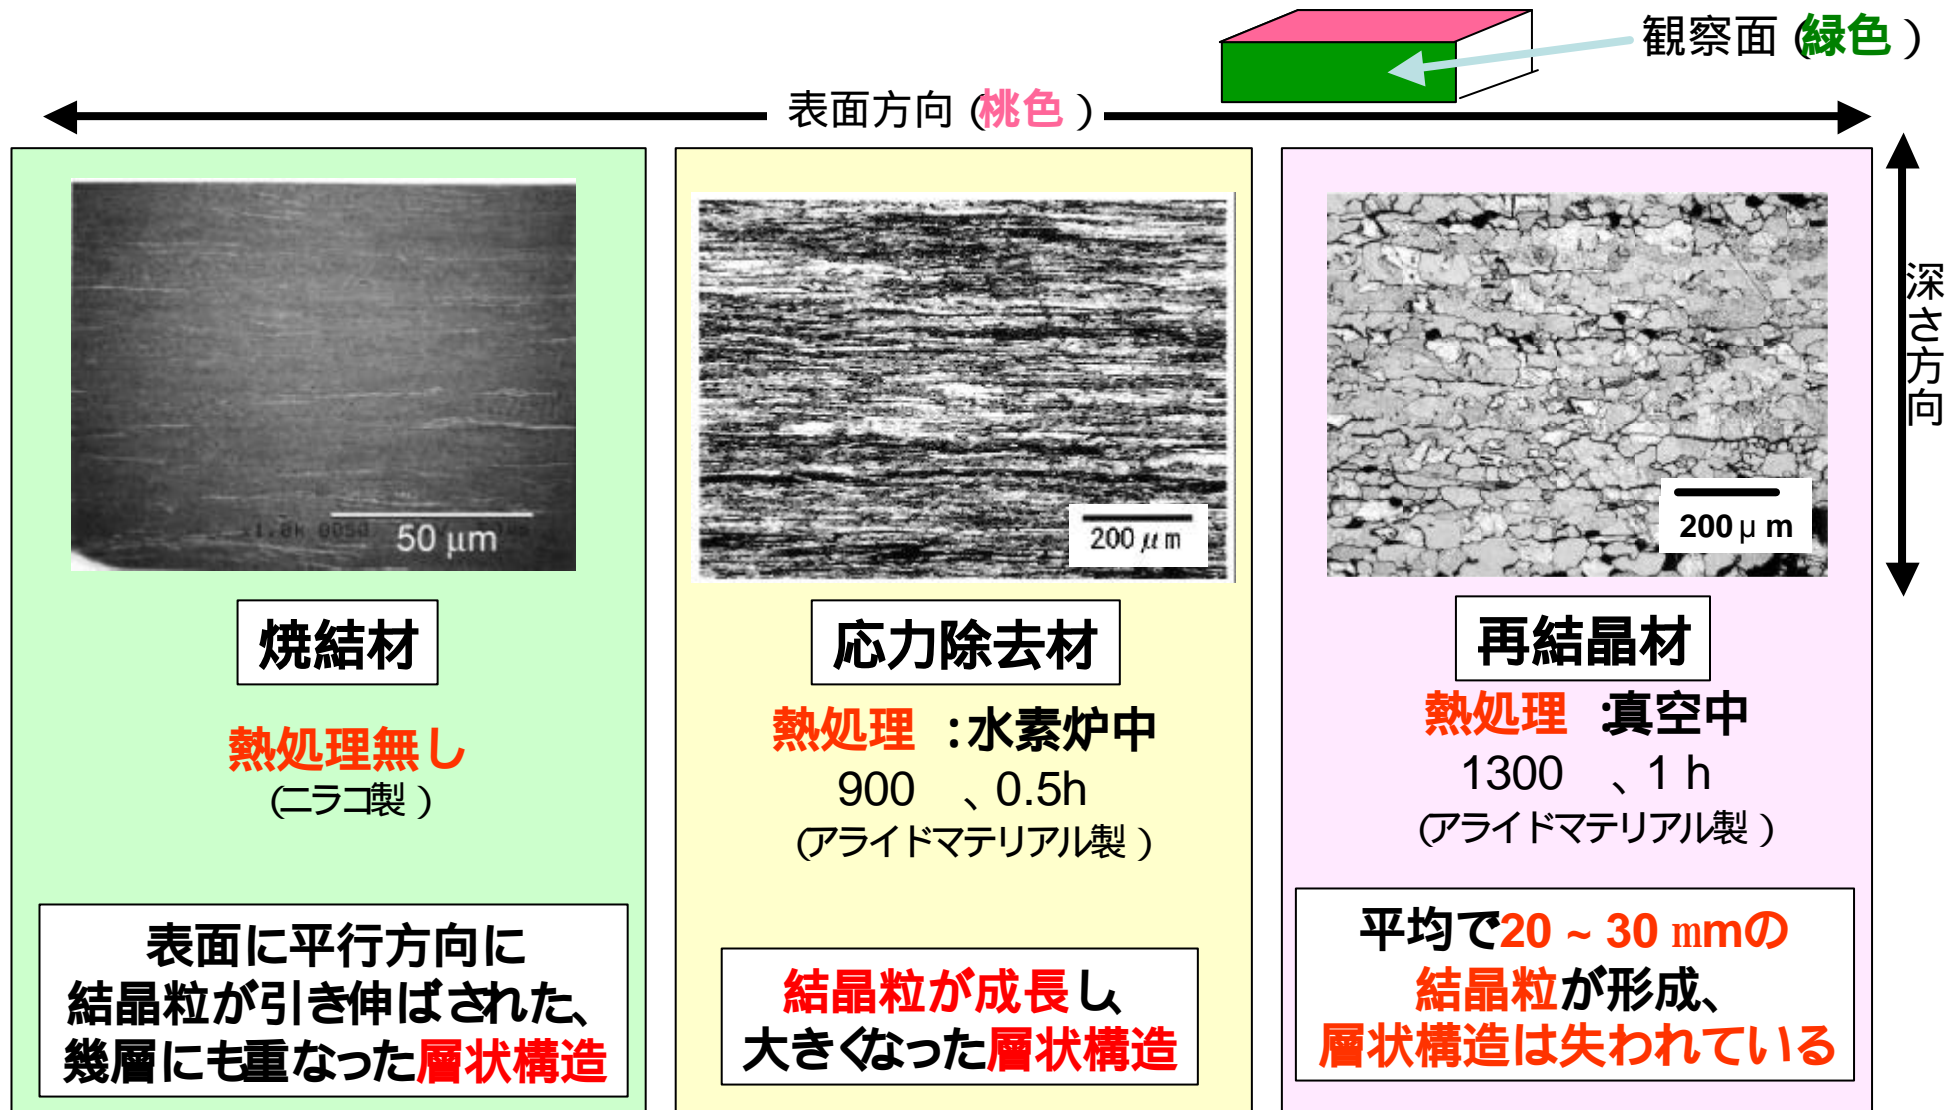 観察面 (緑色 )
表面方向 (桃色 )
深さ方向
50 μm
200 μm
200 μ m
焼結材
熱処理無し
(ニラコ製 )
表面に平行方向に
結晶粒が引き伸ばされた、
幾層にも重なった層状構造
応力除去材
熱処理 :水素炉中
900 、0.5h
(アライドマテリアル製 )
結晶粒が成長し、
大きくなった層状構造
再結晶材
熱処理 :真空中
1300 、1 h
(アライドマテリアル製 )
平均で20 ~ 30 mmの
結晶粒が形成、
層状構造は失われている